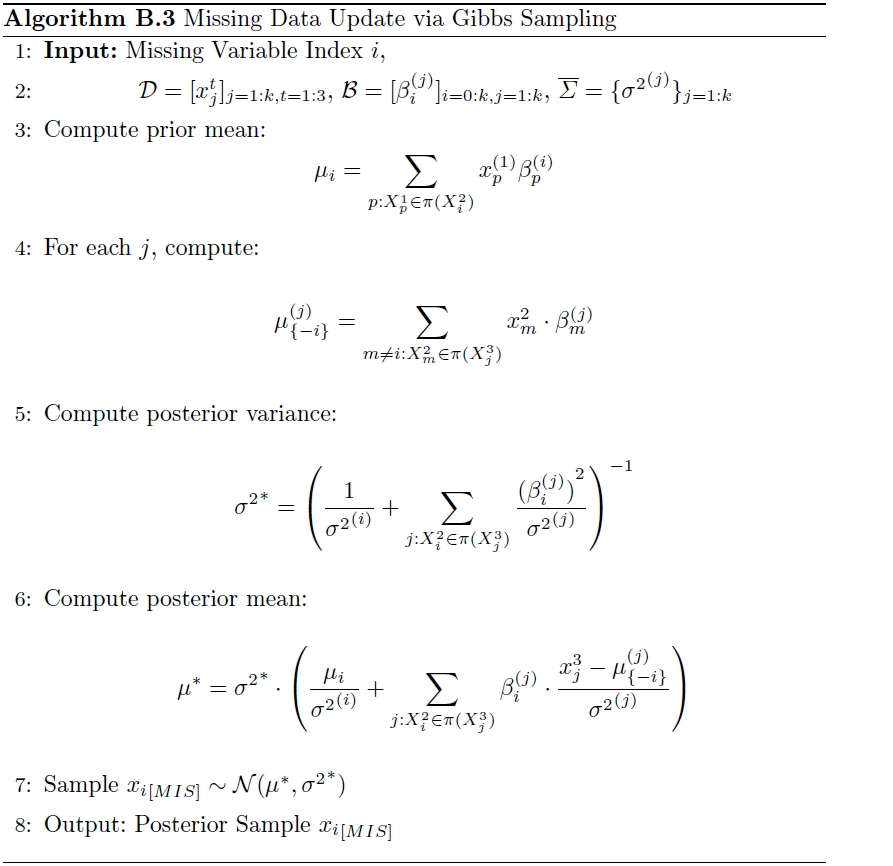 Algorithm B.3 Missing Data Update via Gibbs Sampling
1: Input: Missing Variable Index $i$,
2: $\mathcal{D} = [x_j^t]_{j=1:k,t=1:3}$, $\mathcal{B} = [\beta_i^{(j)}]_{i=0:k,j=1:k}$, $\overline{\Sigma} = \{\sigma^{2(j)}\}_{j=1:k}$
3: Compute prior mean:
$\mu_i = \sum_{p:X_p^1 \in \pi(X_i^2)} x_p^{(1)} \beta_p^{(i)}$
4: For each $j$, compute:
$\mu_{\{-i\}}^{(j)} = \sum_{m \neq i:X_m^2 \in \pi(X_j^3)} x_m^2 \cdot \beta_m^{(j)}$
5: Compute posterior variance:
$\sigma^{2*} = \left( \frac{1}{\sigma^{2(i)}} + \sum_{j:X_i^2 \in \pi(X_j^3)} \frac{(\beta_i^{(j)})^2}{\sigma^{2(j)}} \right)^{-1}$
6: Compute posterior mean:
$\mu^* = \sigma^{2*} \cdot \left( \frac{\mu_i}{\sigma^{2(i)}} + \sum_{j:X_i^2 \in \pi(X_j^3)} \beta_i^{(j)} \cdot \frac{x_j^3 - \mu_{\{-i\}}^{(j)}}{\sigma^{2(j)}} \right)$
7: Sample $x_{i[MIS]} \sim \mathcal{N}(\mu^*, \sigma^{2*})$
8: Output: Posterior Sample $x_{i[MIS]}$